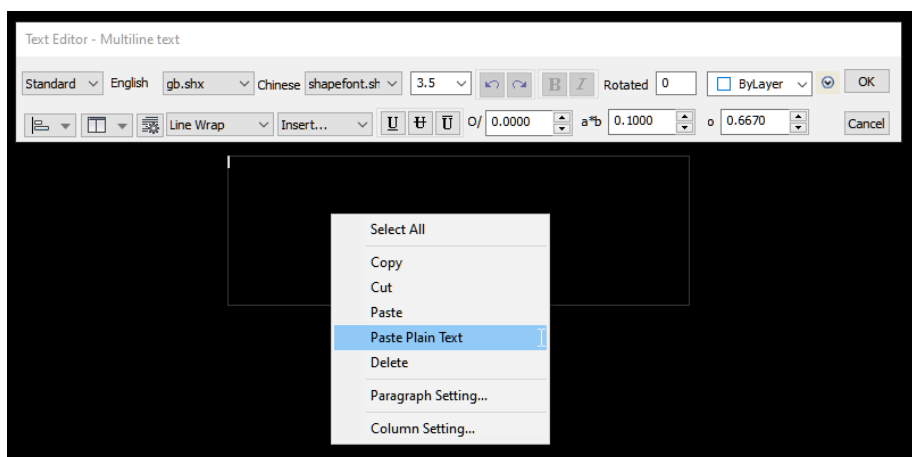 Text Editor - Multiline text
Standard English gb.shx Chinese shapefont.sh 3.5 B I Rotated 0 ByLayer OK
Line Wrap Insert... U U U O/ 0.0000 a*b 0.1000 o 0.6670 Cancel
Select All
Copy
Cut
Paste
Paste Plain Text
Delete
Paragraph Setting...
Column Setting...